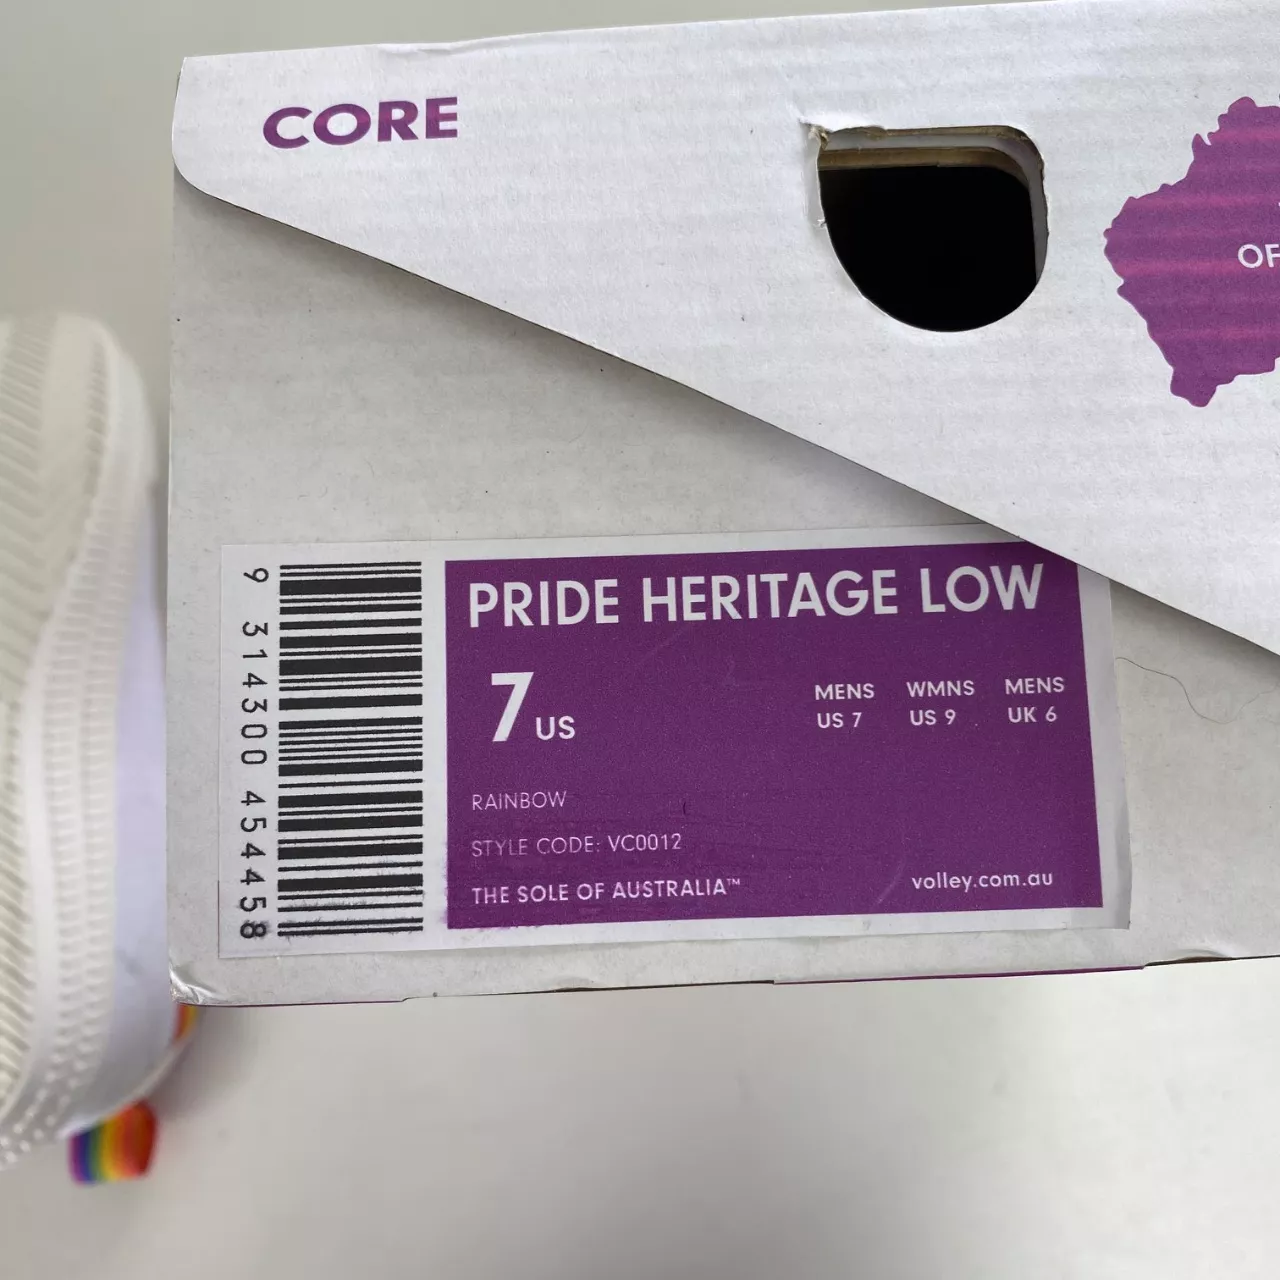 CORE
OF
PRIDE HERITAGE LOW
7 US
MENS WMNS MENS
US 7 US 9 UK 6
RAINBOW
STYLE CODE: VC0012
THE SOLE OF AUSTRALIA™
volley.com.au
9 314300 454458